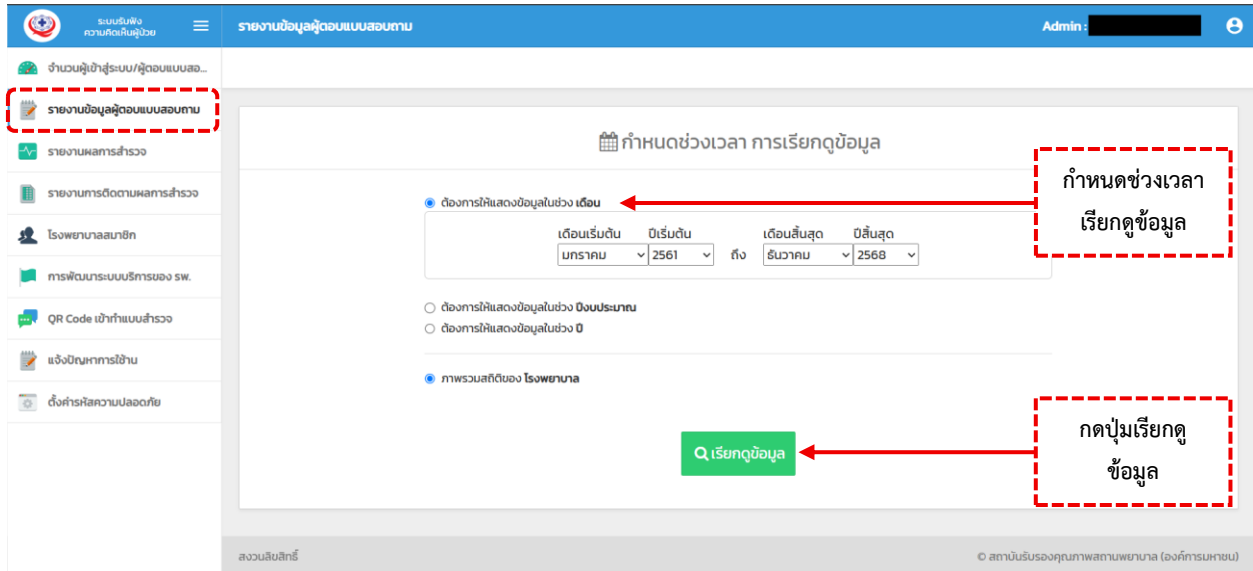 ระบบรับฟัง
ความคิดเห็นผู้ป่วย
รายงานข้อมูลผู้ตอบแบบสอบถาม
Admin :
จำนวนผู้เข้าสู่ระบบ/ผู้ตอบแบบสอ...
รายงานข้อมูลผู้ตอบแบบสอบถาม
รายงานผลการสำรวจ
รายงานการติดตามผลการสำรวจ
โรงพยาบาลสมาชิก
การพัฒนาระบบบริการของ รพ.
QR Code เข้าทำแบบสำรวจ
แจ้งปัญหาการใช้าน
ตั้งค่ารหัสความปลอดภัย
กำหนดช่วงเวลา การเรียกดูข้อมูล
ต้องการให้แสดงข้อมูลในช่วง เดือน
เดือนเริ่มต้น ปีเริ่มต้น เดือนสิ้นสุด ปีสิ้นสุด
มกราคม 2561 ถึง ธันวาคม 2568
ต้องการให้แสดงข้อมูลในช่วง ปีงบประมาณ
ต้องการให้แสดงข้อมูลในช่วง ปี
ภาพรวมสถิติของ โรงพยาบาล
เรียกดูข้อมูล
กำหนดช่วงเวลา
เรียกดูข้อมูล
กดปุ่มเรียกดู
ข้อมูล
สงวนลิขสิทธิ์
© สถาบันรับรองคุณภาพสถานพยาบาล (องค์การมหาชน)